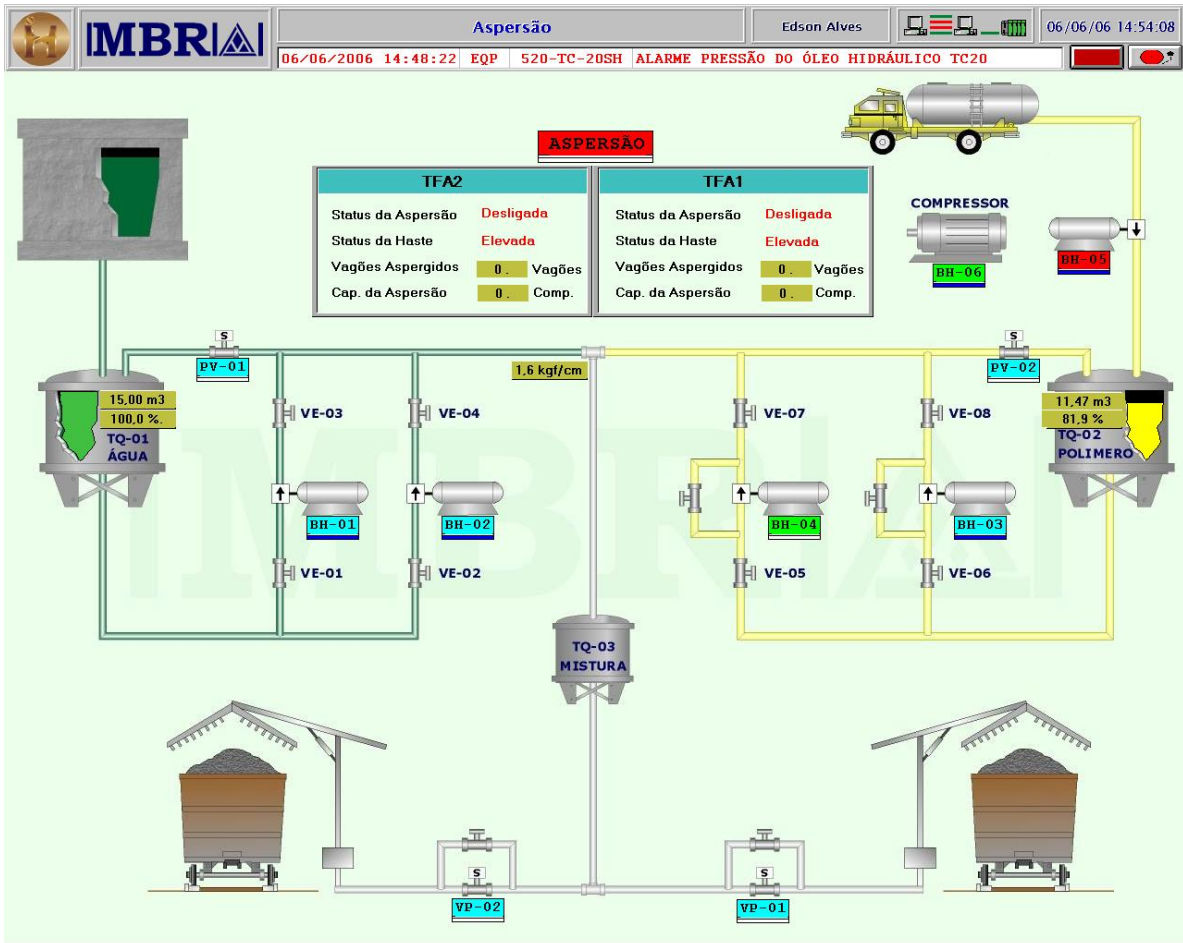 MBR
Aspersão
Edson Alves
06/06/06 14:54:08
06/06/2006 14:48:22 EQP 520-TC-20SH ALARME PRESSÃO DO ÓLEO HIDRÁULICO TC20
ASPERSÃO
TFA2
Status da Aspersão Desligada
Status da Haste Elevada
Vagões Aspergidos 0. Vagões
Cap. da Aspersão 0. Comp.
TFA1
Status da Aspersão Desligada
Status da Haste Elevada
Vagões Aspergidos 0. Vagões
Cap. da Aspersão 0. Comp.
COMPRESSOR
BH-06
BH-05
S
PV-01
1,6 kgf/cm
S
PV-02
15,00 m3
100,0 %.
TQ-01
ÁGUA
VE-03
VE-04
VE-07
VE-08
11,47 m3
81,9 %
TQ-02
POLIMERO
BH-01
BH-02
BH-04
BH-03
VE-01
VE-02
VE-05
VE-06
TQ-03
MISTURA
S
VP-02
S
VP-01
MBR